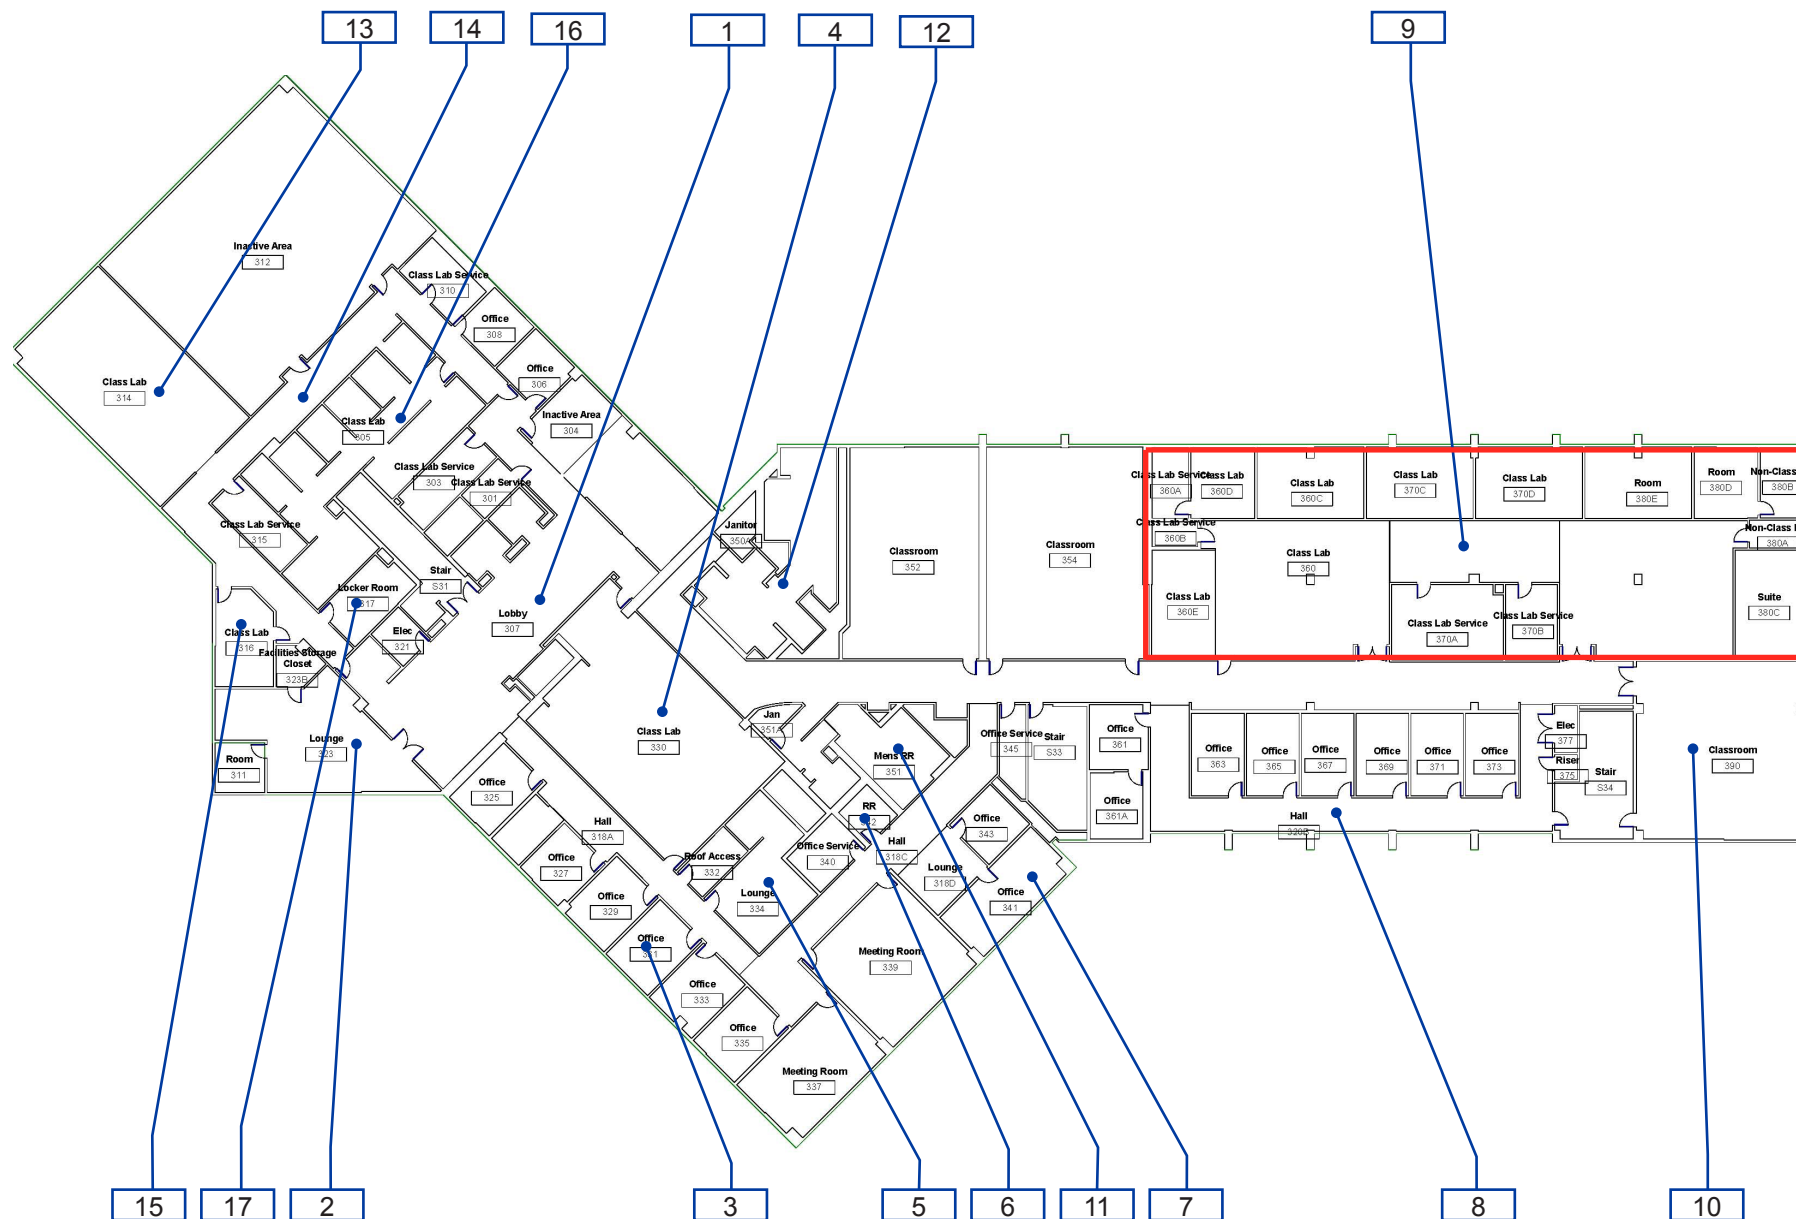 13
14
16
1
4
12
9
Inactive Area
312
Class Lab Service
310
Office
308
Office
306
Class Lab
314
Inactive Area
304
Class Lab
305
Class Lab Service
303
Class Lab Service
301
Class Lab Service
315
Janitor
350A
Classroom
352
Classroom
354
Class Lab Service
360A
Class Lab
360D
Class Lab
360C
Class Lab
370C
Class Lab
370D
Room
380E
Room
380D
Non-Class
380B
Class Lab Service
360B
Class Lab
360
Non-Class
380A
Class Lab
360E
Class Lab Service
370A
Class Lab Service
370B
Suite
380C
Stair
S31
Locker Room
317
Lobby
307
Elec
321
Class Lab
316
Facilities Storage
Closet
323B
Lounge
323
Room
311
Class Lab
330
Jan
351A
Mens RR
351
Office Service
345
Stair
S33
Office
361
Office
361A
Office
363
Office
365
Office
367
Office
369
Office
371
Office
373
Elec
377
Riser
375
Stair
S34
Classroom
390
Office
325
Hall
318A
Office
327
Office
329
Roof Access
332
Lounge
334
Office Service
340
RR
Hall
318C
Office
343
Lounge
318D
Office
341
Hall
Office
331
Office
333
Office
335
Meeting Room
339
Meeting Room
337
15
17
2
3
5
6
11
7
8
10